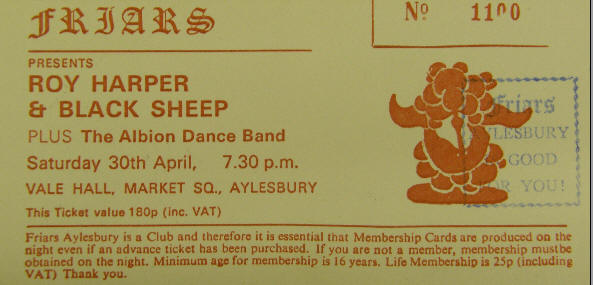 FRIARS
Nº 1100
PRESENTS
ROY HARPER
& BLACK SHEEP
PLUS The Albion Dance Band
Saturday 30th April, 7.30 p.m.
VALE HALL, MARKET SQ., AYLESBURY
This Ticket value 180p (inc. VAT)
Friars
AYLESBURY
GOOD
FOR YOU!
Friars Aylesbury is a Club and therefore it is essential that Membership Cards are produced on the
night even if an advance ticket has been purchased. If you are not a member, membership mustbe
obtained on the night. Minimum age for membership is 16 years. Life Membership is 25p (including
VAT) Thank you.